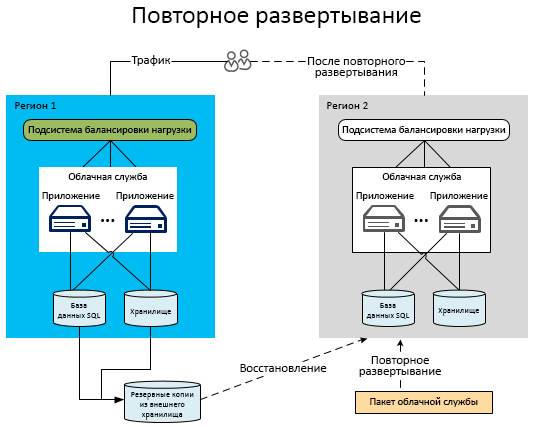 Повторное развертывание
Трафик
После повторного
развертывания
Регион 1
Подсистема балансировки нагрузки
Облачная служба
Приложение
Приложение
База
данных SQL
Хранилище
Резервные копии
из внешнего
хранилища
Регион 2
Подсистема балансировки нагрузки
Облачная служба
Приложение
Приложение
База
данных SQL
Хранилище
Восстановление
Повторное
развертывание
Пакет облачной службы